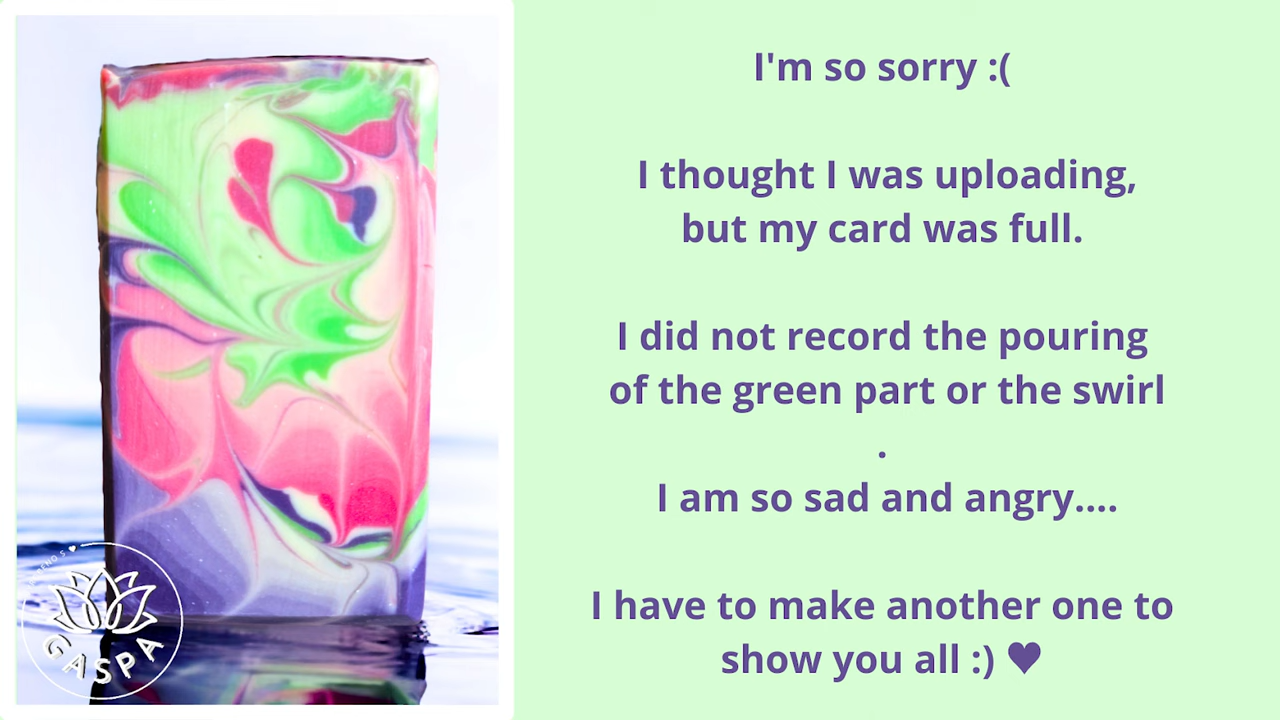 I'm so sorry :(
I thought I was uploading,
but my card was full.
I did not record the pouring
of the green part or the swirl
.
I am so sad and angry....
I have to make another one to
show you all :) ♥
GASPA